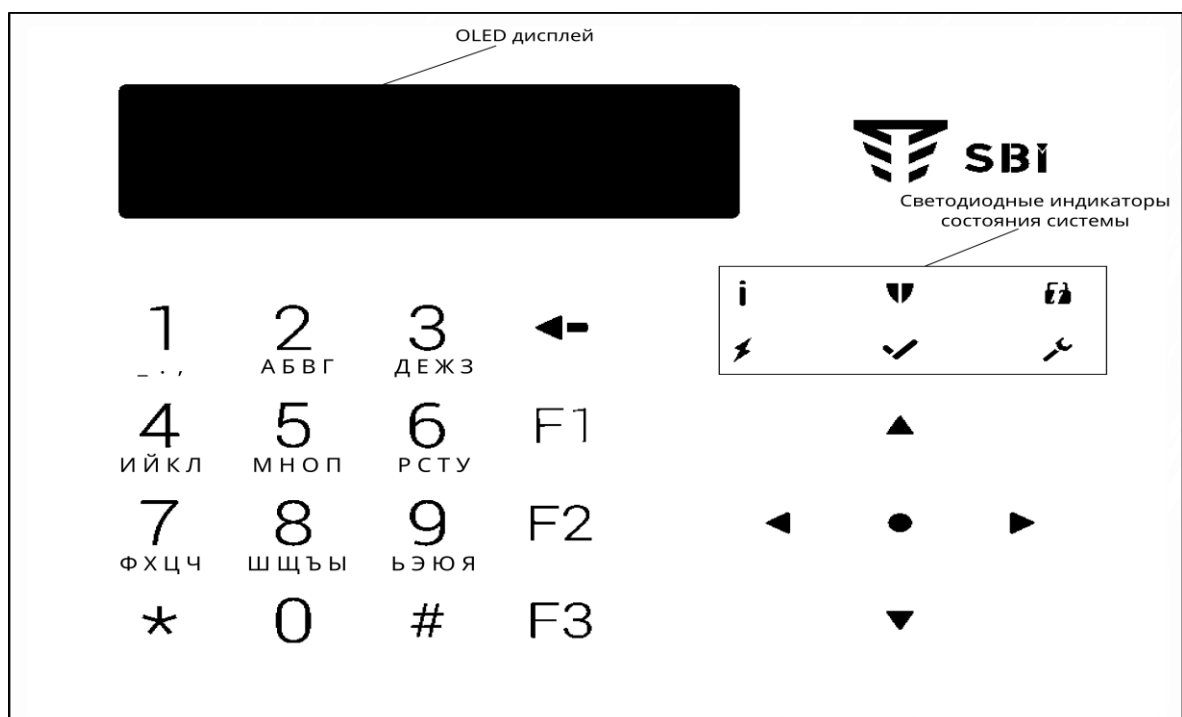 OLED дисплей
SBI
Светодиодные индикаторы
состояния системы
1 2 3
_ . , АБВГ ДЕЖЗ
4 5 6 F1
ИЙКЛ МНОП РСТУ
7 8 9 F2
ФХЦЧ ШЩЪЫ ЬЭЮЯ
* 0 # F3